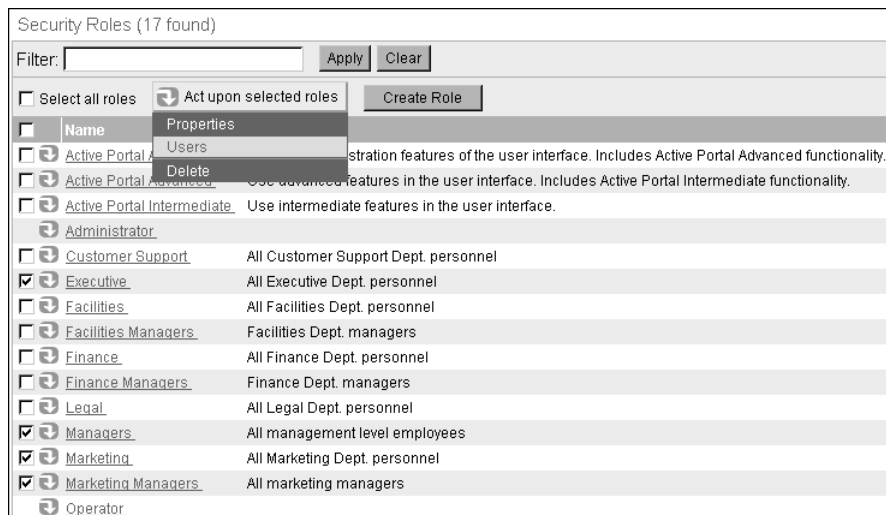 Security Roles (17 found)
Filter: Apply Clear
Select all roles Act upon selected roles Create Role
Name
Properties
Users
Delete
Active Portal A stration features of the user interface. Includes Active Portal Advanced functionality.
Active Portal Advanced Use advanced features in the user interface. Includes Active Portal Intermediate functionality.
Active Portal Intermediate Use intermediate features in the user interface.
Administrator
Customer Support All Customer Support Dept. personnel
Executive All Executive Dept. personnel
Facilities All Facilities Dept. personnel
Facilities Managers Facilities Dept. managers
Finance All Finance Dept. personnel
Finance Managers Finance Dept. managers
Legal All Legal Dept. personnel
Managers All management level employees
Marketing All Marketing Dept. personnel
Marketing Managers All marketing managers
Operator